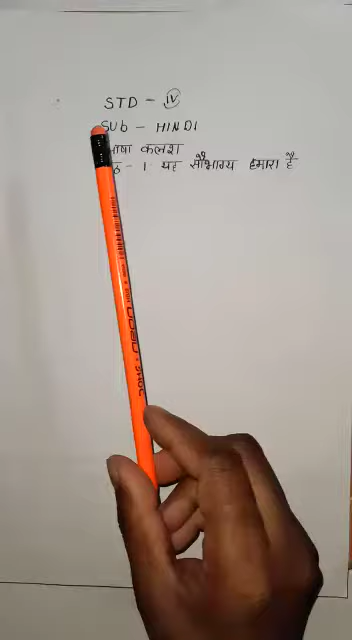 STD - IV
SUb - HINDI
भाषा कलश
1 यह सौभाग्य हमारा है